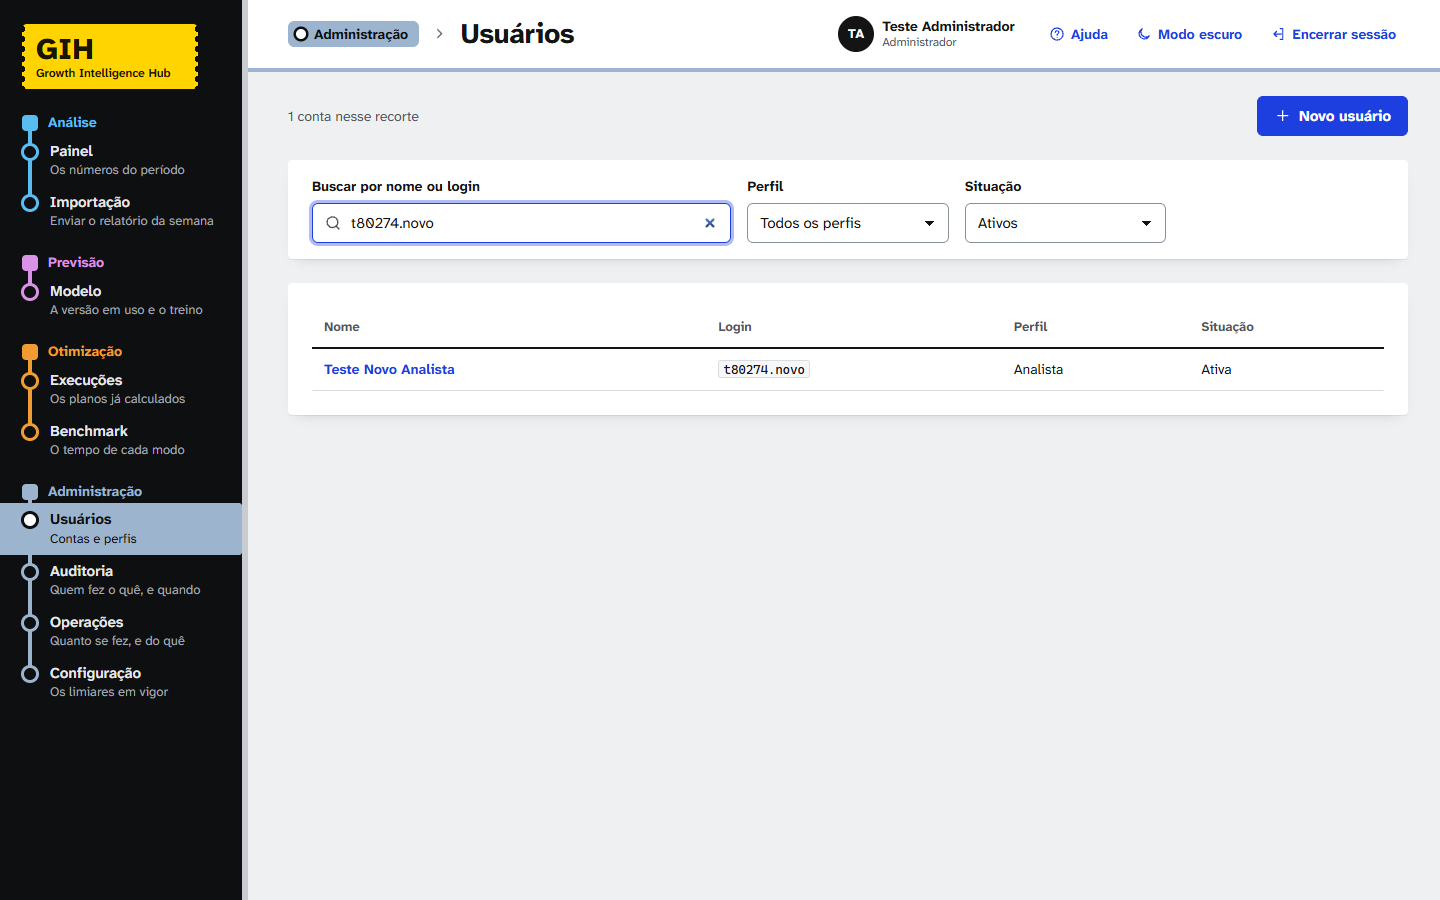 GIH
Growth Intelligence Hub
Análise
Painel
Os números do período
Importação
Enviar o relatório da semana
Previsão
Modelo
A versão em uso e o treino
Otimização
Execuções
Os planos já calculados
Benchmark
O tempo de cada modo
Administração
Usuários
Contas e perfis
Auditoria
Quem fez o quê, e quando
Operações
Quanto se fez, e do quê
Configuração
Os limiares em vigor
Administração
Usuários
TA
Teste Administrador
Administrador
Ajuda
Modo escuro
Encerrar sessão
1 conta nesse recorte
Novo usuário
Buscar por nome ou login
Perfil
Situação
t80274.novo
Todos os perfis
Ativos
Nome Login Perfil Situação
Teste Novo Analista t80274.novo Analista Ativa